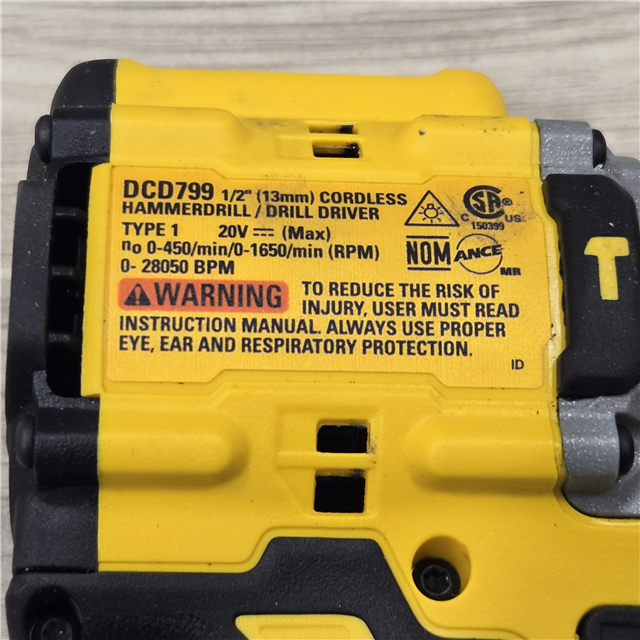 DCD799 1/2" (13mm) CORDLESS
HAMMERDRILL / DRILL DRIVER
TYPE 1 20V ⎓ (Max)
no 0-450/min/0-1650/min (RPM)
0- 28050 BPM
C SA US
150399
NOM ANCE
MR
WARNING TO REDUCE THE RISK OF
INJURY, USER MUST READ
INSTRUCTION MANUAL. ALWAYS USE PROPER
EYE, EAR AND RESPIRATORY PROTECTION.
ID